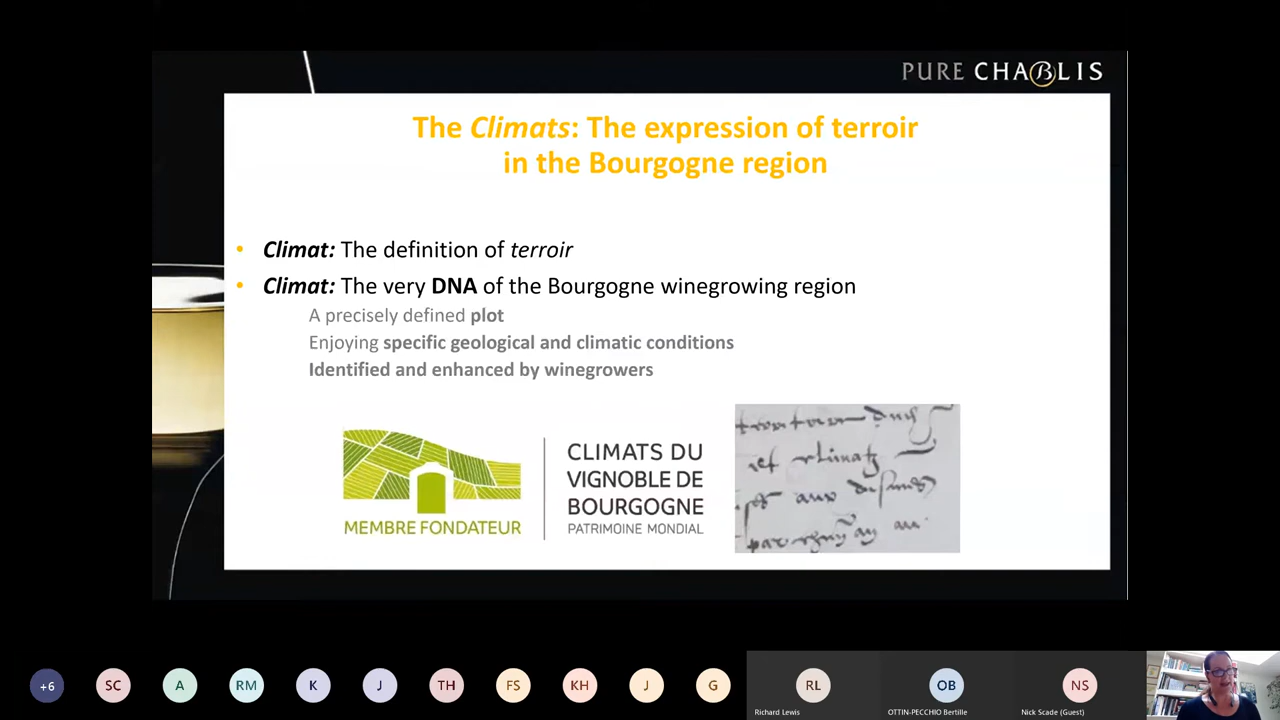 PURE CHABLIS
The Climats: The expression of terroir
in the Bourgogne region
• Climat: The definition of terroir
• Climat: The very DNA of the Bourgogne winegrowing region
A precisely defined plot
Enjoying specific geological and climatic conditions
Identified and enhanced by winegrowers
MEMBRE FONDATEUR
CLIMATS DU
VIGNOBLE DE
BOURGOGNE
PATRIMOINE MONDIAL
+6
SC
A
RM
K
J
TH
FS
KH
J
G
RL
Richard Lewis
OB
OTTIN-PECCHIO Bertille
NS
Nick Scade (Guest)